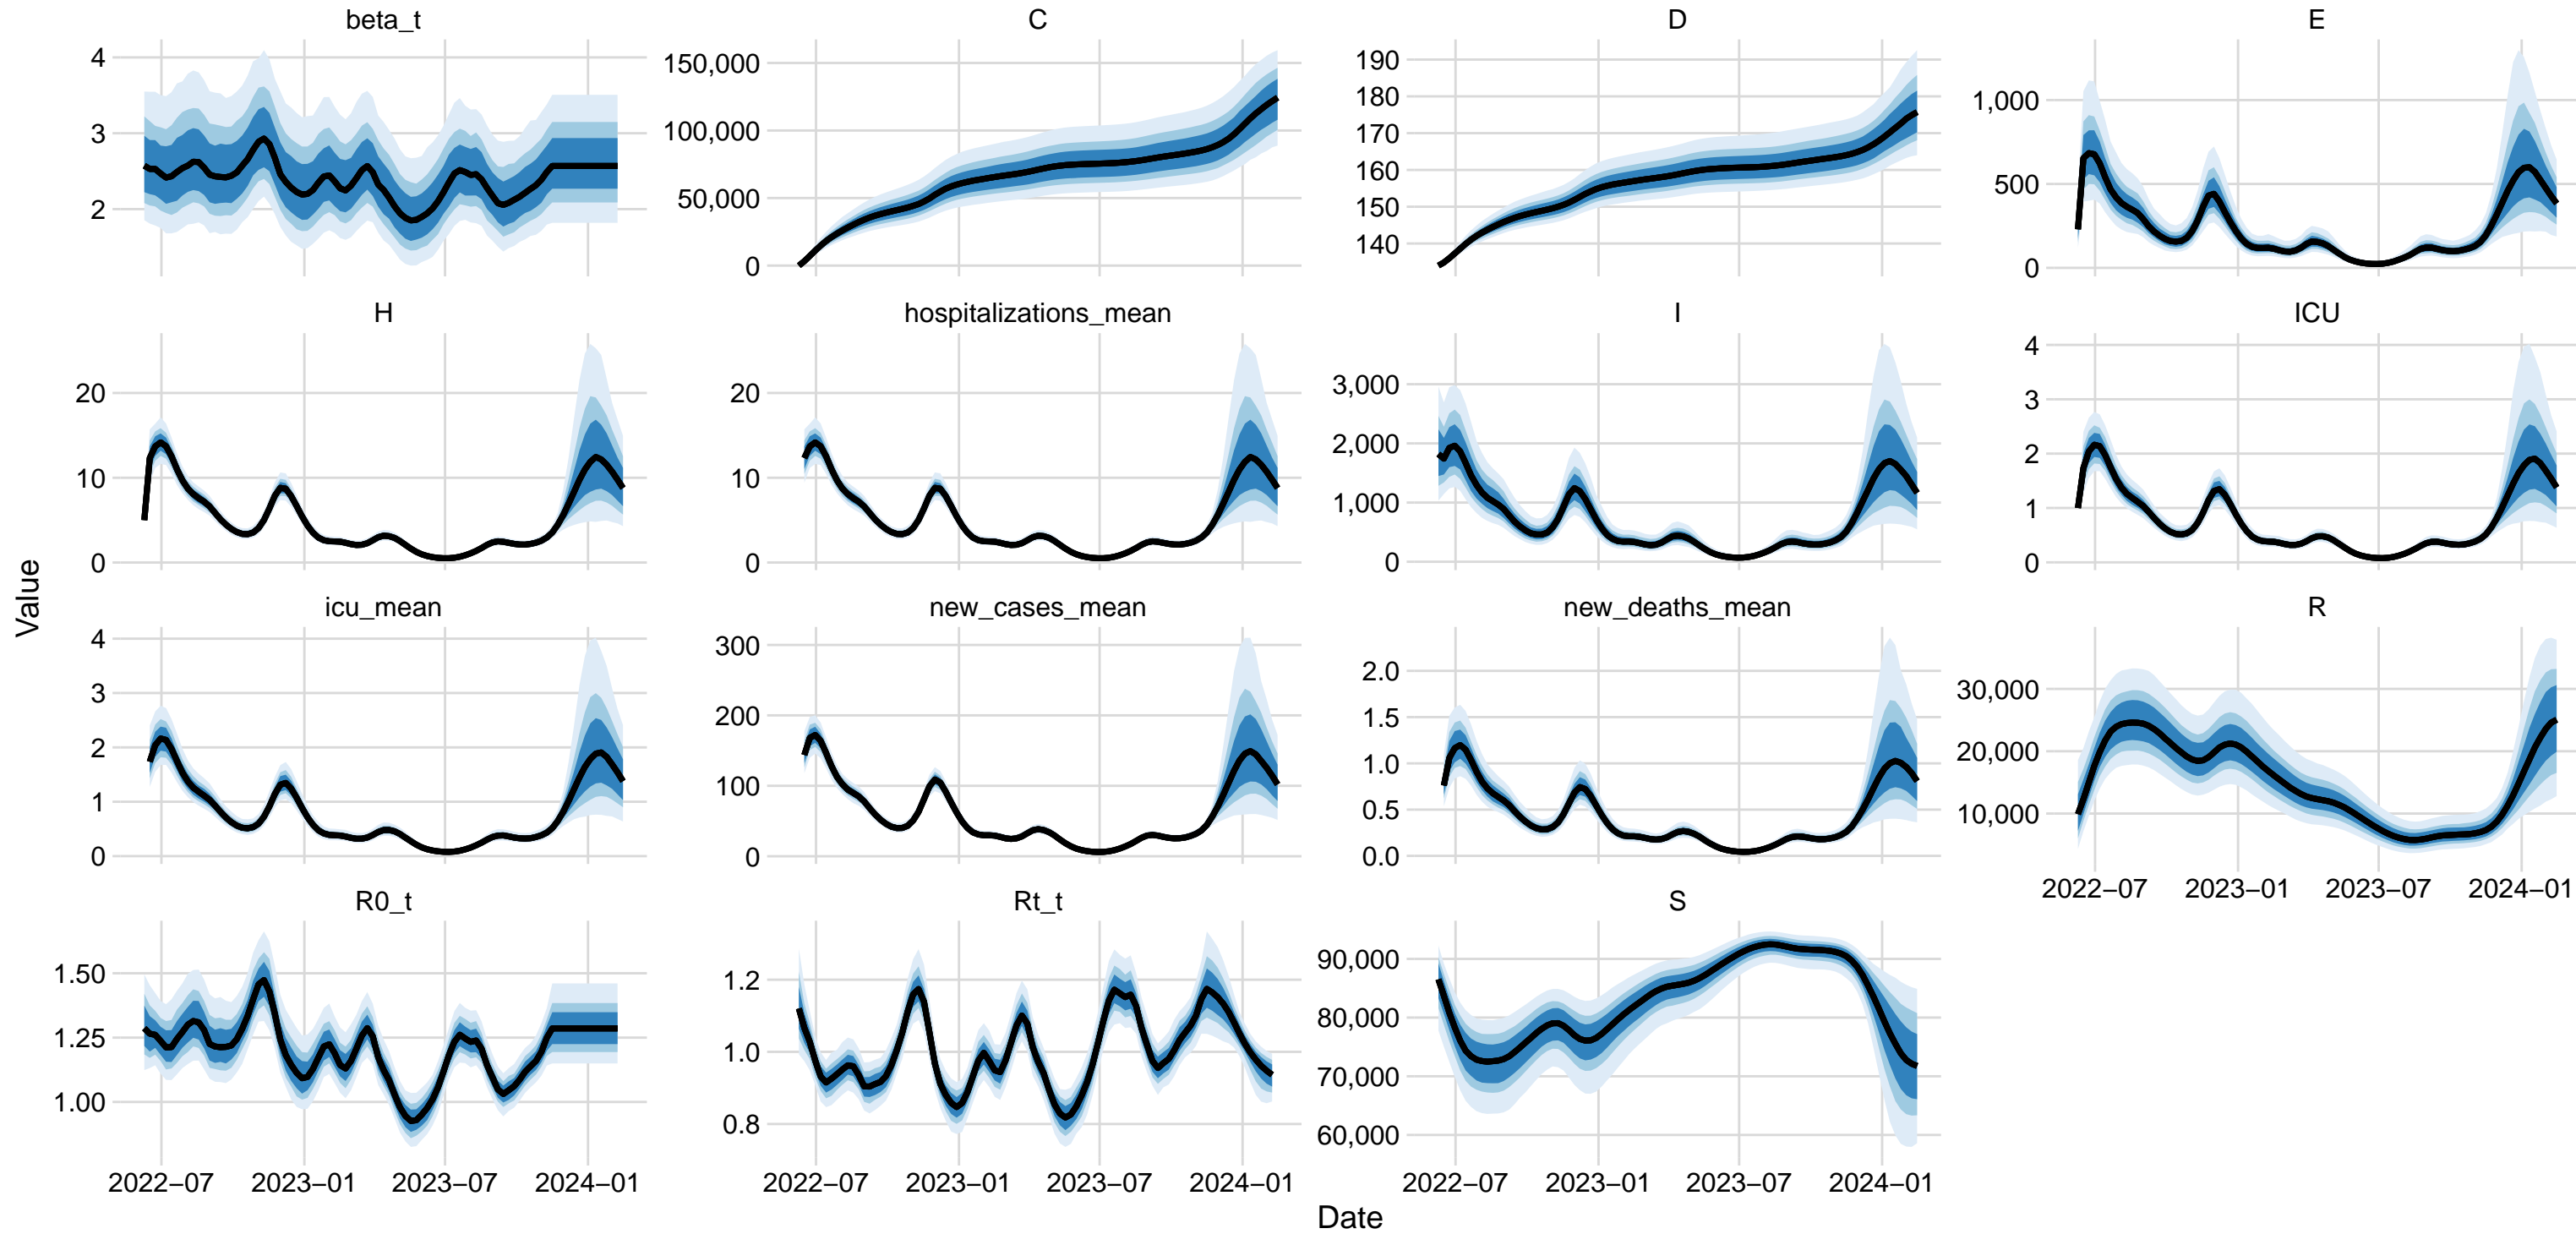 beta_t
C
D
E
4
3
2
150,000
100,000
50,000
0
190
180
170
160
150
140
1,000
500
0
H
hospitalizations_mean
I
ICU
20
10
0
20
10
0
3,000
2,000
1,000
0
4
3
2
1
0
Value
icu_mean
new_cases_mean
new_deaths_mean
R
4
3
2
1
0
300
200
100
0
2.0
1.5
1.0
0.5
0.0
30,000
20,000
10,000
2022−07 2023−01 2023−07 2024−01
R0_t
Rt_t
S
1.50
1.25
1.00
1.2
1.0
0.8
90,000
80,000
70,000
60,000
2022−07 2023−01 2023−07 2024−01
2022−07 2023−01 2023−07 2024−01
2022−07 2023−01 2023−07 2024−01
Date